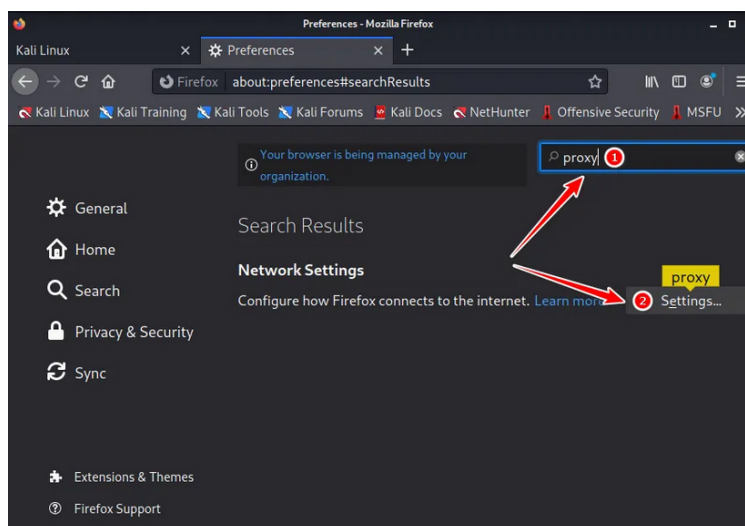 Preferences - Mozilla Firefox
Kali Linux
Preferences
Firefox about:preferences#searchResults
Kali Linux Kali Training Kali Tools Kali Forums Kali Docs NetHunter Offensive Security MSFU
Your browser is being managed by your
organization.
proxy 1
General
Search Results
Home
Network Settings
proxy
Search
Configure how Firefox connects to the internet. Learn more 2 Settings...
Privacy & Security
Sync
Extensions & Themes
Firefox Support